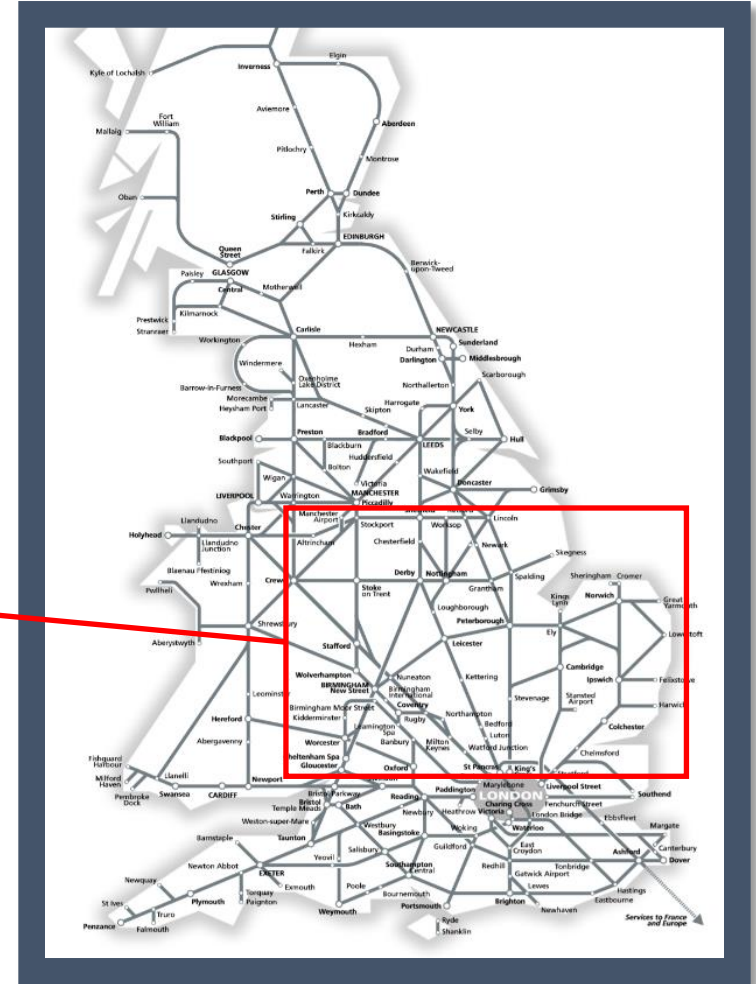 Elgin
Inverness
Kyle of Lochalsh
Aviemore
Fort
William
Mallaig
Aberdeen
Pitlochry
Montrose
Perth
Dundee
Oban
Stirling
Kirkcaldy
EDINBURGH
Queen
Street
Falkirk
Berwick-
upon-Tweed
Paisley
GLASGOW
Central
Motherwell
Prestwick
Kilmarnock
Stranraer
Carlisle
NEWCASTLE
Workington
Hexham
Sunderland
Durham
Darlington
Middlesbrough
Windermere
Scarborough
Oxenholme
Lake District
Barrow-in-Furness
Northallerton
Morecambe
Heysham Port
Lancaster
Harrogate
York
Skipton
Blackpool
Preston
Bradford
LEEDS
Selby
Hull
Blackburn
Huddersfield
Southport
Bolton
Wakefield
Wigan
Victoria
Doncaster
MANCHESTER
Piccadilly
Grimsby
LIVERPOOL
Warrington
Manchester
Airport
Stockport
Worksop
Lincoln
Llandudno
Chester
Holyhead
Altrincham
Chesterfield
Newark
Llandudno
Junction
Skegness
Blaenau Ffestiniog
Crewe
Derby
Nottingham
Spalding
Sheringham
Cromer
Pwllheli
Wrexham
Stoke
on Trent
Grantham
Kings
Lynn
Norwich
Great
Yarmouth
Loughborough
Peterborough
Shrewsbury
Lowestoft
Aberystwyth
Stafford
Leicester
Ely
Wolverhampton
Cambridge
BIRMINGHAM
New Street
Nuneaton
Kettering
Ipswich
Felixstowe
Birmingham
International
Stansted
Airport
Leominster
Birmingham Moor Street
Coventry
Stevenage
Harwich
Kidderminster
Rugby
Northampton
Hereford
Leamington
Spa
Bedford
Colchester
Abergavenny
Worcester
Banbury
Milton
Keynes
Luton
Watford Junction
Chelmsford
Fishguard
Harbour
Cheltenham Spa
Gloucester
Oxford
St Pancras
King's
Milford
Haven
Llanelli
Newport
Pembroke
Dock
Swansea
CARDIFF
Bristol Parkway
Paddington
Marylebone
Liverpool Street
Bristol
Temple Meads
Bath
Reading
LONDON
Fenchurch Street
Southend
Charing Cross
Weston-super-Mare
Newbury
Heathrow
Victoria
London Bridge
Ebbsfleet
Barnstaple
Taunton
Westbury
Basingstoke
Woking
Waterloo
Margate
Salisbury
Guildford
East
Croydon
Ashford
Canterbury
Newton Abbot
Yeovil
Southampton
Central
Redhill
Tonbridge
Dover
Newquay
EXETER
Gatwick Airport
Exmouth
Poole
Lewes
Hastings
St Ives
Torquay
Paignton
Bournemouth
Eastbourne
Plymouth
Weymouth
Portsmouth
Brighton
Newhaven
Truro
Penzance
Falmouth
Ryde
Shanklin
Services to France
and Europe